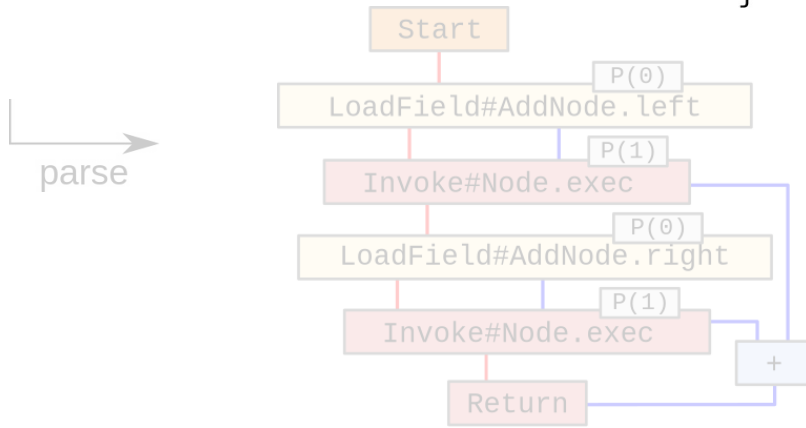 Start
P(0)
LoadField#AddNode.left
P(1)
parse
Invoke#Node.exec
P(0)
LoadField#AddNode.right
P(1)
Invoke#Node.exec
+
Return